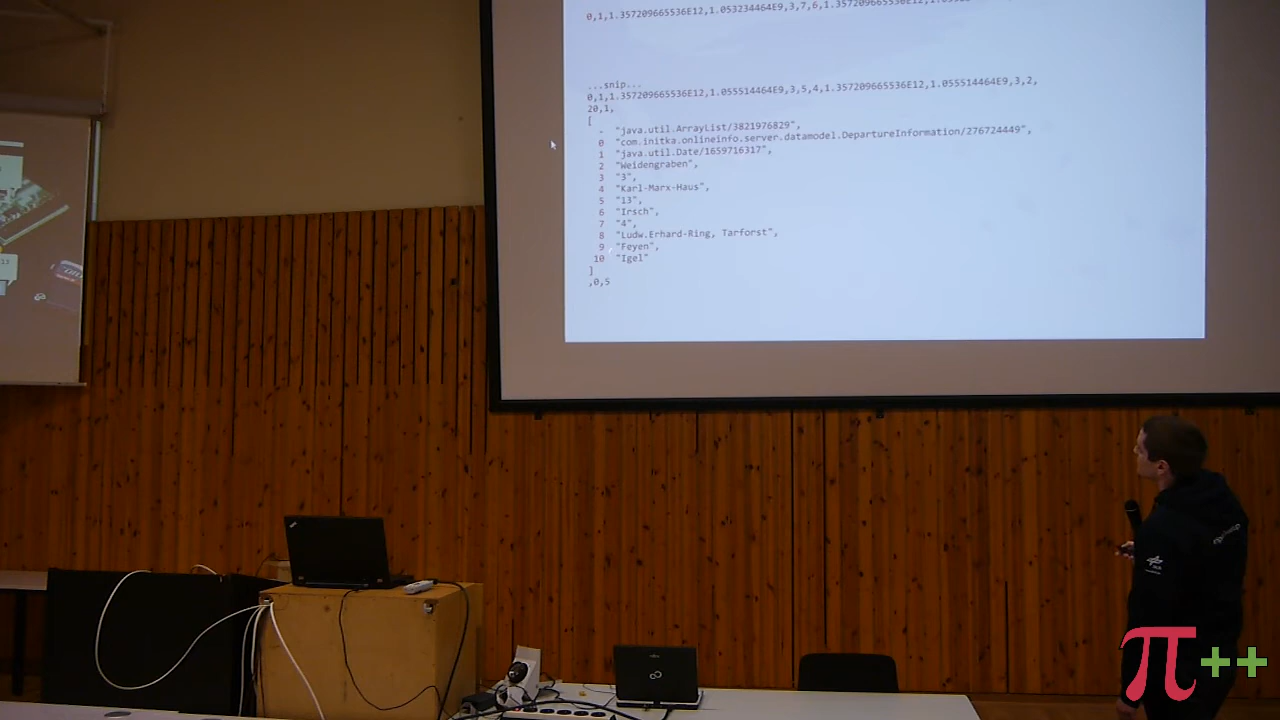 0,1,1.357209665536E12,1.053234464E9,3,7,6,1.357209665536E12,
...snip...
0,1,1.357209665536E12,1.055514464E9,3,5,4,1.357209665536E12,1.055514464E9,3,2,
20,1,
[
- "java.util.ArrayList/3821976829",
0 "com.initka.onlineinfo.server.datamodel.DepartureInformation/276724449",
1 "java.util.Date/1659716317",
2 "Weidengraben",
3 "3",
4 "Karl-Marx-Haus",
5 "13",
6 "Irsch",
7 "4",
8 "Ludw.Erhard-Ring, Tarforst",
9 "Feyen",
10 "Igel"
]
,0,5
π++